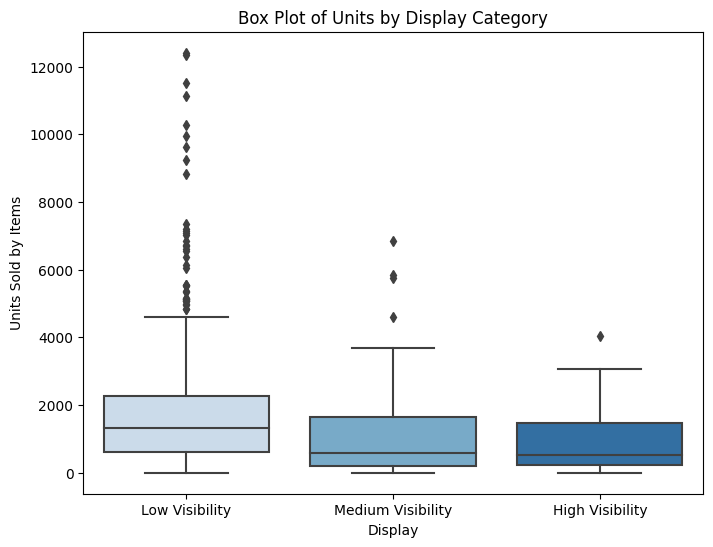 Box Plot of Units by Display Category
Units Sold by Items
12000
10000
8000
6000
4000
2000
0
Low Visibility
Medium Visibility
High Visibility
Display